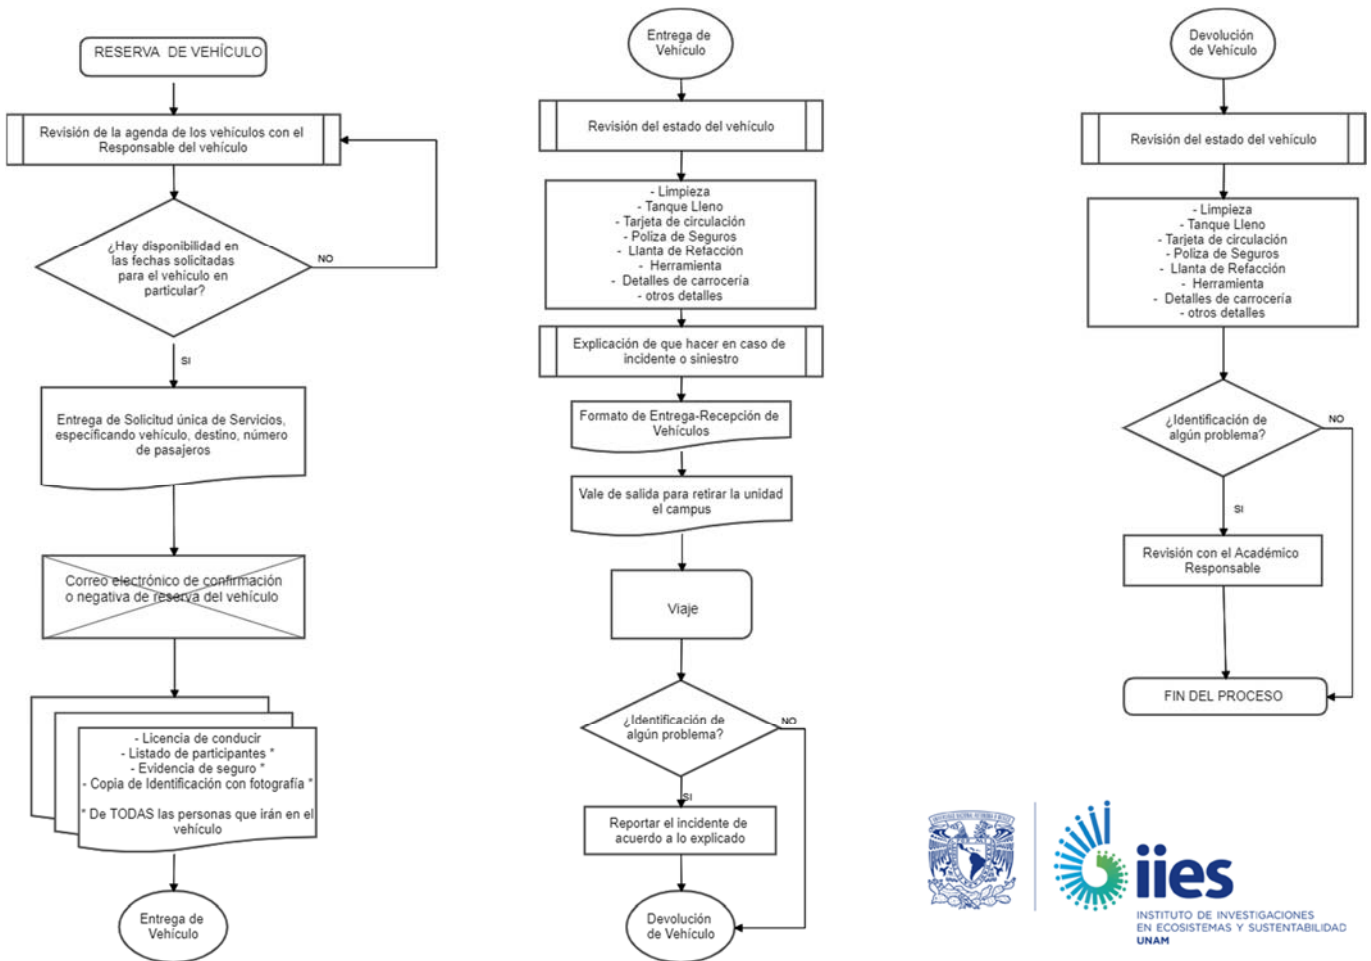 RESERVA DE VEHÍCULO
Revisión de la agenda de los vehículos con el
Responsable del vehículo
¿Hay disponibilidad en
las fechas solicitadas
para el vehículo en
particular?
NO
SI
Entrega de Solicitud única de Servicios,
especificando vehículo, destino, número
de pasajeros
Correo electrónico de confirmación
o negativa de reserva del vehículo
- Licencia de conducir
- Listado de participantes *
- Evidencia de seguro *
- Copia de Identificación con fotografía *
* De TODAS las personas que irán en el
vehículo
Entrega de
Vehículo
Entrega de
Vehículo
Revisión del estado del vehículo
- Limpieza
- Tanque Lleno
- Tarjeta de circulación
- Poliza de Seguros
- Llanta de Refacción
- Herramienta
- Detalles de carrocería
- otros detalles
Explicación de que hacer en caso de
incidente o siniestro
Formato de Entrega-Recepción de
Vehículos
Vale de salida para retirar la unidad
el campus
Viaje
¿Identificación de
algún problema?
NO
SI
Reportar el incidente de
acuerdo a lo explicado
Devolución
de Vehículo
Devolución
de Vehículo
Revisión del estado del vehículo
- Limpieza
- Tanque Lleno
- Tarjeta de circulación
- Poliza de Seguros
- Llanta de Refacción
- Herramienta
- Detalles de carrocería
- otros detalles
¿Identificación de
algún problema?
NO
SI
Revisión con el Académico
Responsable
FIN DEL PROCESO
iies
INSTITUTO DE INVESTIGACIONES
EN ECOSISTEMAS Y SUSTENTABILIDAD
UNAM